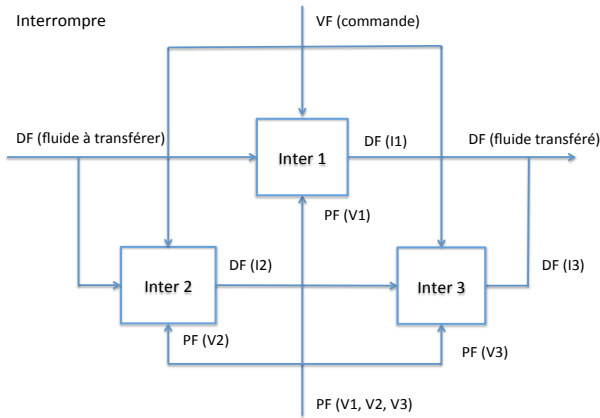 Interrompre
VF (commande)
DF (fluide à transférer)
DF (I1)
DF (fluide transféré)
Inter 1
PF (V1)
DF (I2)
DF (I3)
Inter 2
Inter 3
PF (V2)
PF (V3)
PF (V1, V2, V3)